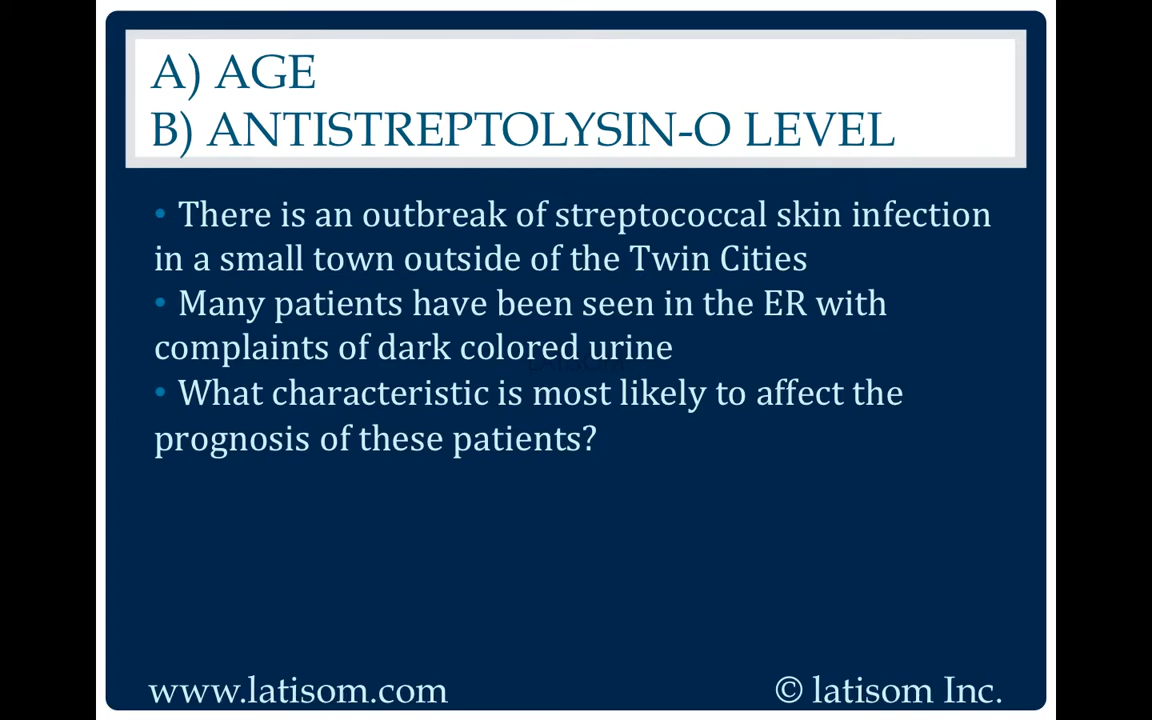 A) AGE
B) ANTISTREPTOLYSIN-O LEVEL
• There is an outbreak of streptococcal skin infection
in a small town outside of the Twin Cities
• Many patients have been seen in the ER with
complaints of dark colored urine
• What characteristic is most likely to affect the
prognosis of these patients?
www.latisom.com
© latisom Inc.